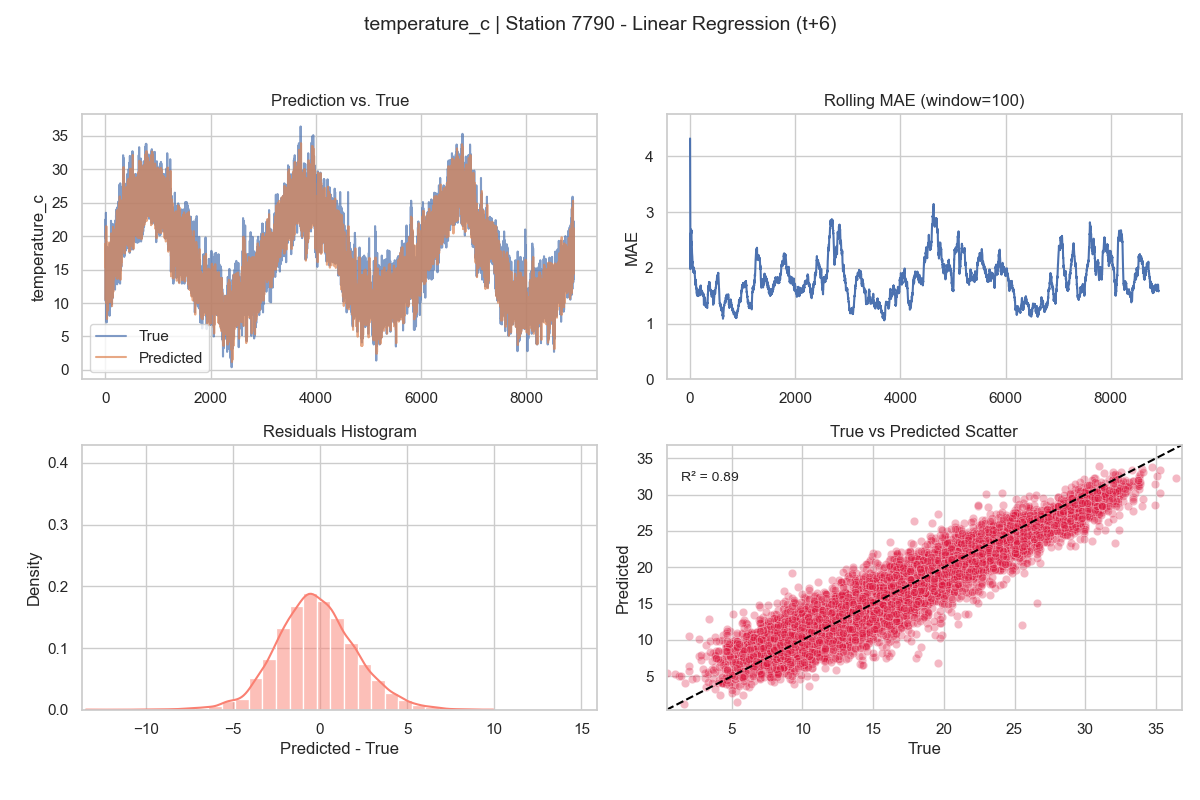 temperature_c | Station 7790 - Linear Regression (t+6)
Prediction vs. True
temperature_c
35
30
25
20
15
10
5
0
True
Predicted
0 2000 4000 6000 8000
Rolling MAE (window=100)
MAE
4
3
2
1
0
0 2000 4000 6000 8000
Residuals Histogram
Density
0.4
0.3
0.2
0.1
0.0
−10 −5 0 5 10 15
Predicted - True
True vs Predicted Scatter
R² = 0.89
Predicted
35
30
25
20
15
10
5
5 10 15 20 25 30 35
True